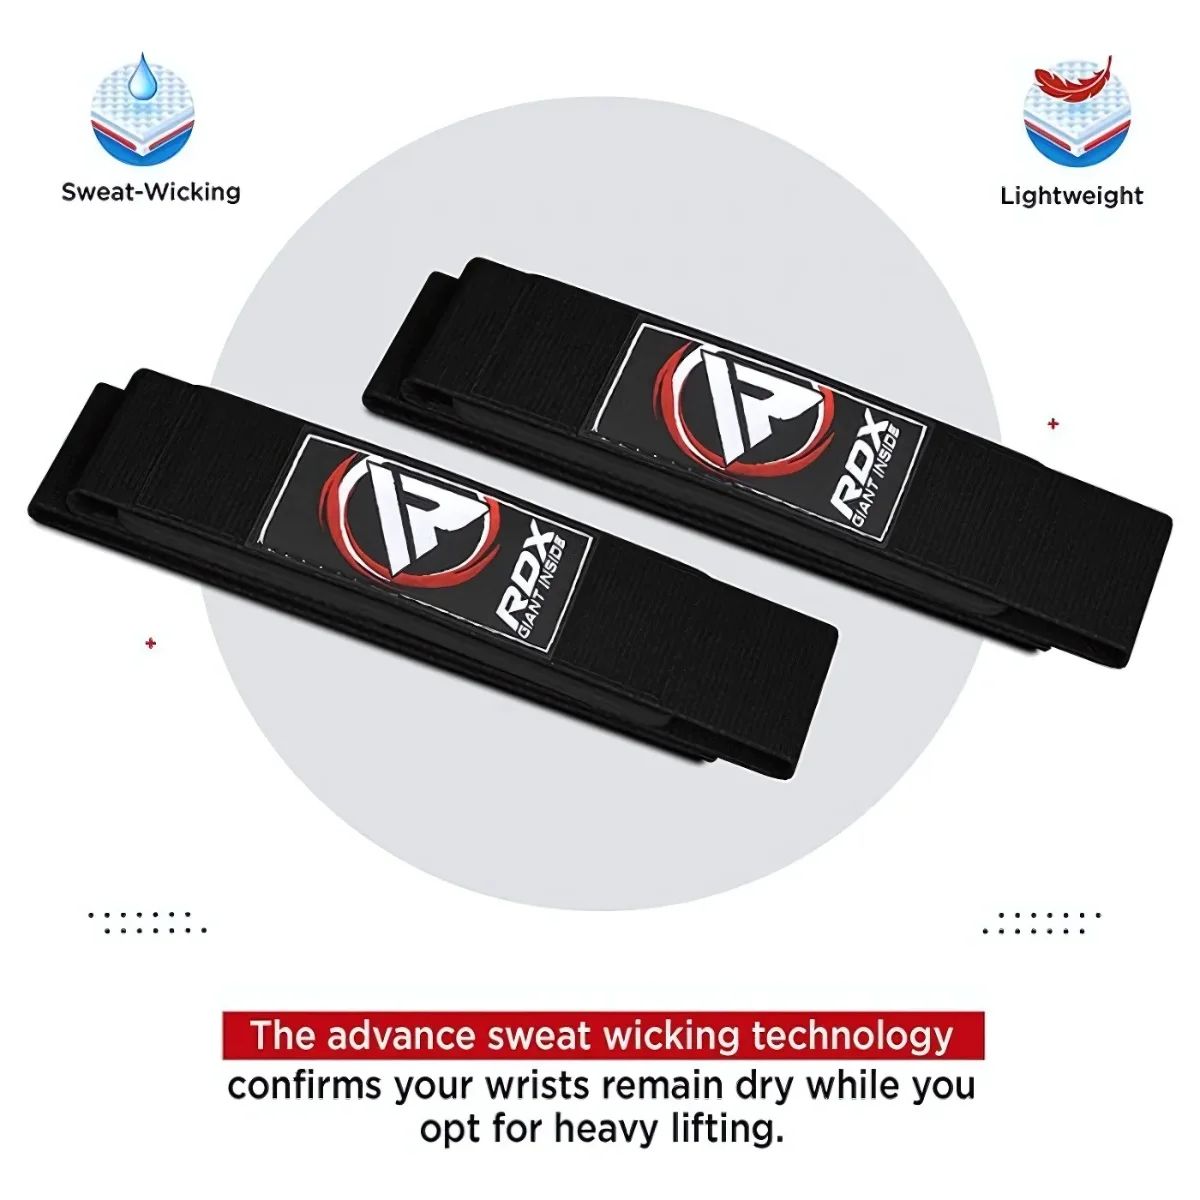 Sweat-Wicking
Lightweight
RDX
GIANT INSIDE
RDX
GIANT INSIDE
The advance sweat wicking technology
confirms your wrists remain dry while you
opt for heavy lifting.